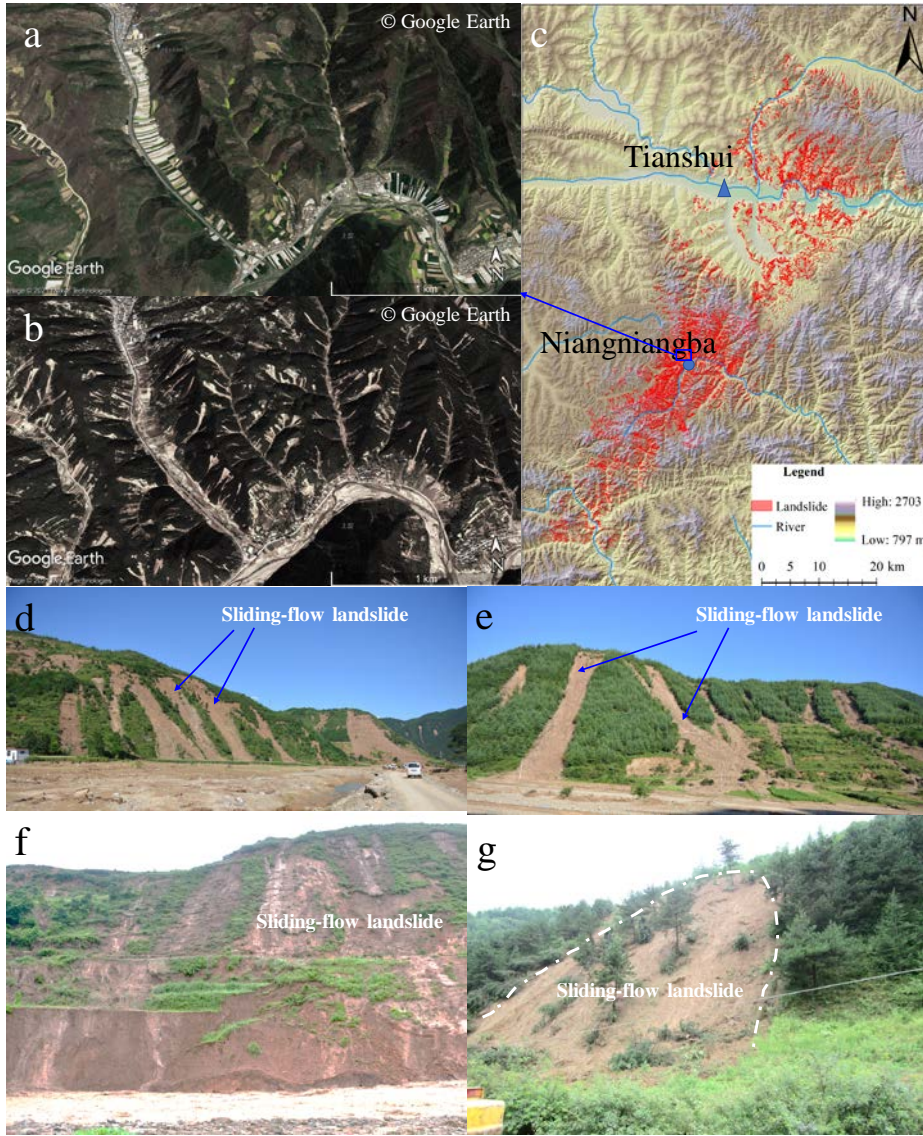 a
© Google Earth
Google Earth
N
1 km
b
© Google Earth
Google Earth
N
1 km
c
N
Tianshui
Niangniangba
Legend
Landslide
River
High: 2703
Low: 797 m
0 5 10 20 km
d
Sliding-flow landslide
e
Sliding-flow landslide
f
Sliding-flow landslide
g
Sliding-flow landslide